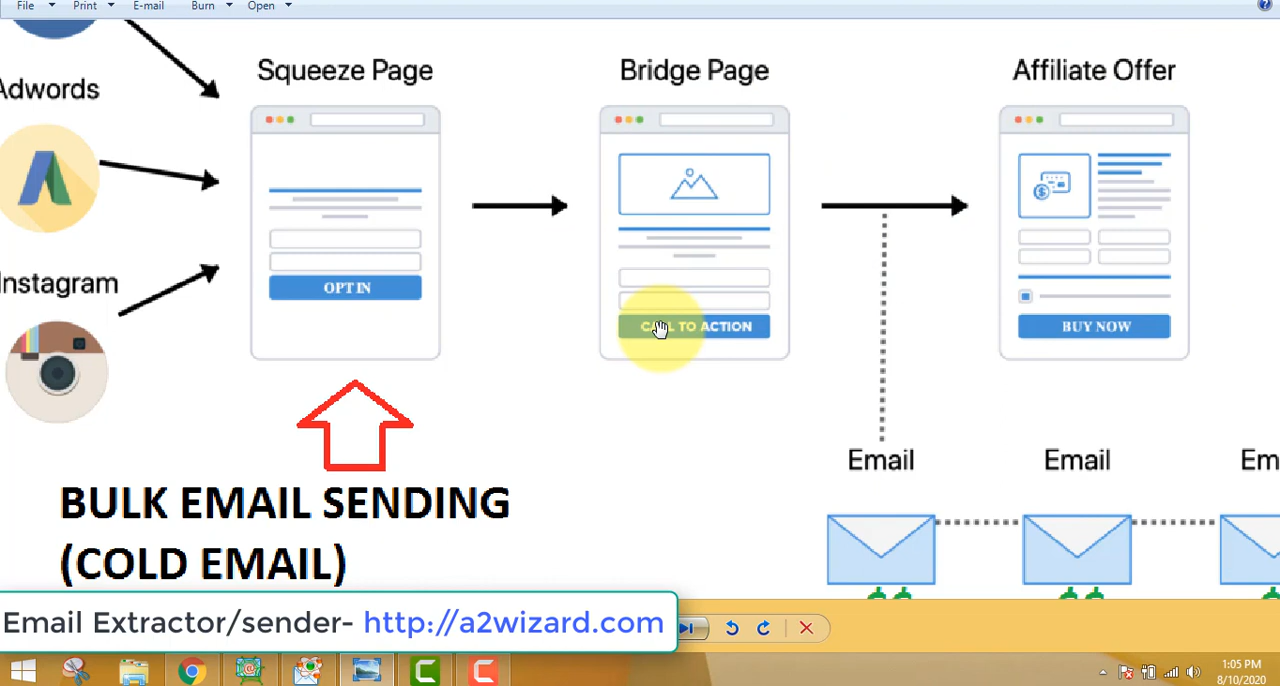 File Print E-mail Burn Open
Squeeze Page Bridge Page Affiliate Offer
Adwords
OPT IN
Instagram
CALL TO ACTION
BUY NOW
Email Email Em
BULK EMAIL SENDING
(COLD EMAIL)
Email Extractor/sender- http://a2wizard.com
1:05 PM
8/10/2020